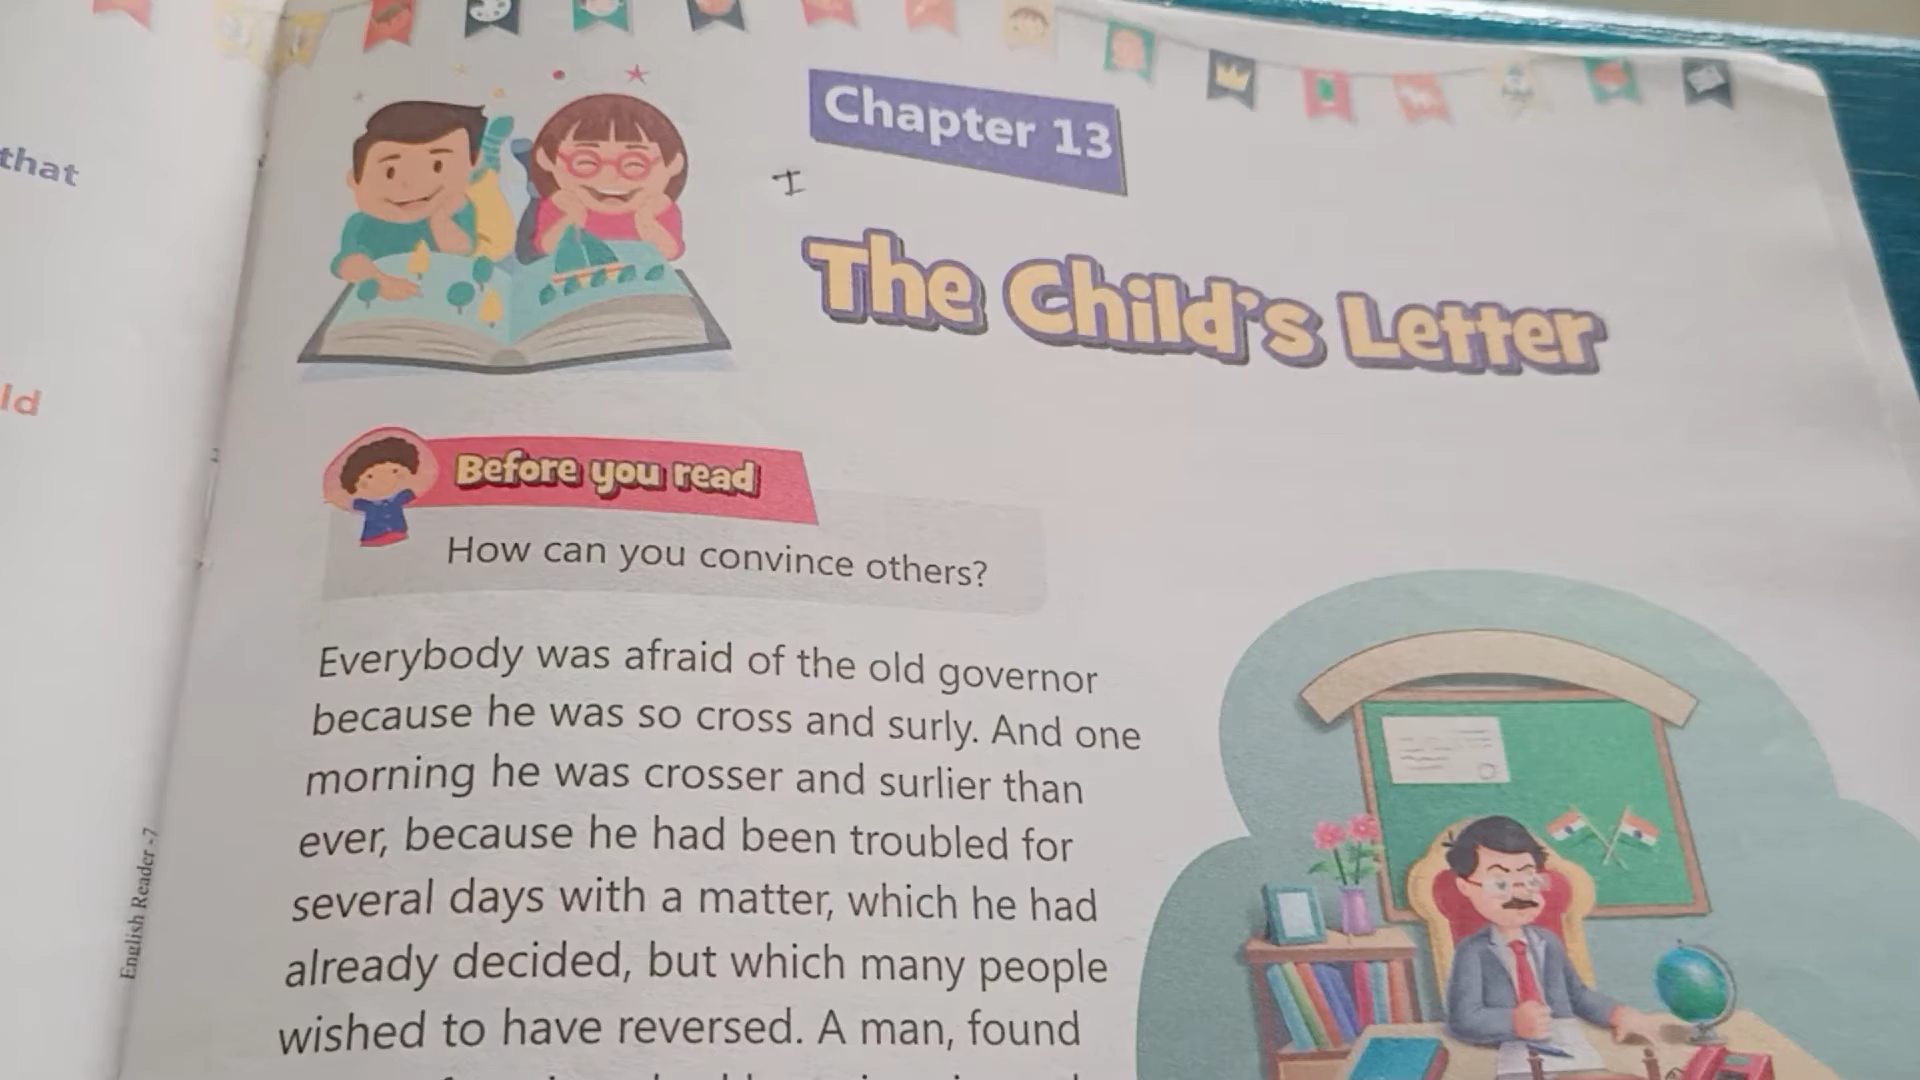 that
ld
Chapter 13
I
The Child's Letter
Before you read
How can you convince others?
Everybody was afraid of the old governor
because he was so cross and surly. And one
morning he was crosser and surlier than
ever, because he had been troubled for
several days with a matter, which he had
already decided, but which many people
wished to have reversed. A man, found
English Reader -7